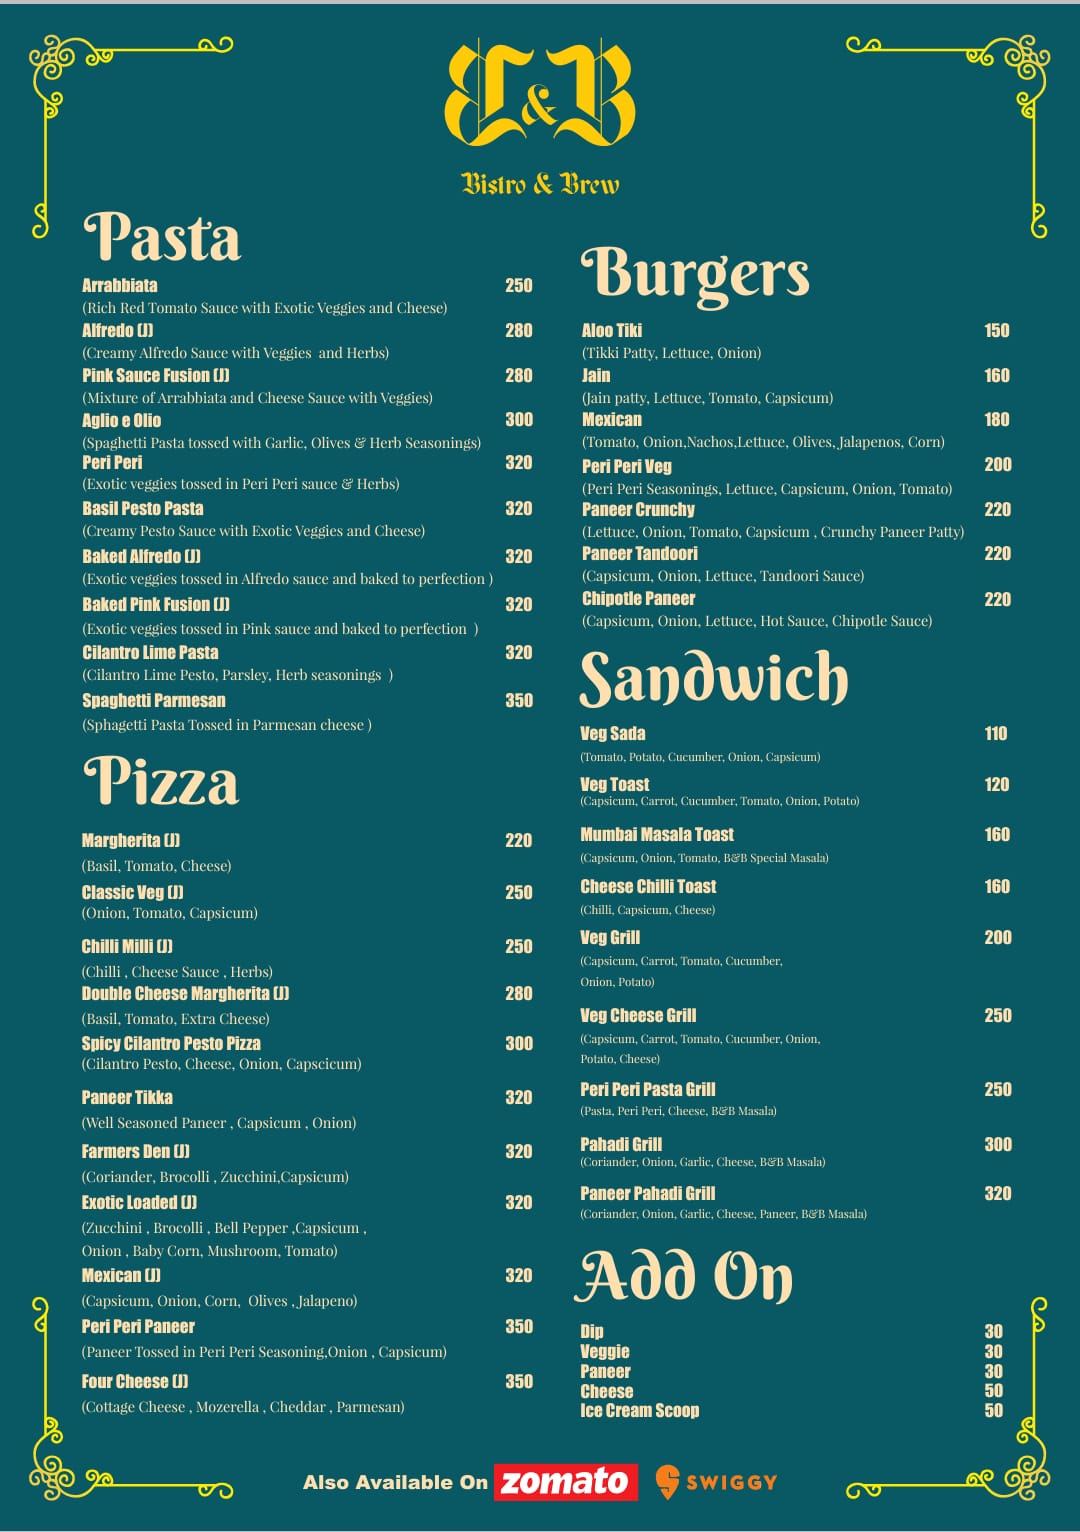 B&B
Bistro & Brew
Pasta
Arrabbiata 250
(Rich Red Tomato Sauce with Exotic Veggies and Cheese)
Alfredo (J) 280
(Creamy Alfredo Sauce with Veggies and Herbs)
Pink Sauce Fusion (J) 280
(Mixture of Arrabbiata and Cheese Sauce with Veggies)
Aglio e Olio 300
(Spaghetti Pasta tossed with Garlic, Olives & Herb Seasonings)
Peri Peri 320
(Exotic veggies tossed in Peri Peri sauce & Herbs)
Basil Pesto Pasta 320
(Creamy Pesto Sauce with Exotic Veggies and Cheese)
Baked Alfredo (J) 320
(Exotic veggies tossed in Alfredo sauce and baked to perfection )
Baked Pink Fusion (J) 320
(Exotic veggies tossed in Pink sauce and baked to perfection )
Cilantro Lime Pasta 320
(Cilantro Lime Pesto, Parsley, Herb seasonings )
Spaghetti Parmesan 350
(Sphagetti Pasta Tossed in Parmesan cheese )
Pizza
Margherita (J) 220
(Basil, Tomato, Cheese)
Classic Veg (J) 250
(Onion, Tomato, Capsicum)
Chilli Milli (J) 250
(Chilli , Cheese Sauce , Herbs)
Double Cheese Margherita (J) 280
(Basil, Tomato, Extra Cheese)
Spicy Cilantro Pesto Pizza 300
(Cilantro Pesto, Cheese, Onion, Capscicum)
Paneer Tikka 320
(Well Seasoned Paneer , Capsicum , Onion)
Farmers Den (J) 320
(Coriander, Brocolli , Zucchini,Capsicum)
Exotic Loaded (J) 320
(Zucchini , Brocolli , Bell Pepper ,Capsicum ,
Onion , Baby Corn, Mushroom, Tomato)
Mexican (J) 320
(Capsicum, Onion, Corn, Olives , Jalapeno)
Peri Peri Paneer 350
(Paneer Tossed in Peri Peri Seasoning,Onion , Capsicum)
Four Cheese (J) 350
(Cottage Cheese , Mozerella , Cheddar , Parmesan)
Burgers
Aloo Tiki 150
(Tikki Patty, Lettuce, Onion)
Jain 160
(Jain patty, Lettuce, Tomato, Capsicum)
Mexican 180
(Tomato, Onion,Nachos,Lettuce, Olives, Jalapenos, Corn)
Peri Peri Veg 200
(Peri Peri Seasonings, Lettuce, Capsicum, Onion, Tomato)
Paneer Crunchy 220
(Lettuce, Onion, Tomato, Capsicum , Crunchy Paneer Patty)
Paneer Tandoori 220
(Capsicum, Onion, Lettuce, Tandoori Sauce)
Chipotle Paneer 220
(Capsicum, Onion, Lettuce, Hot Sauce, Chipotle Sauce)
Sandwich
Veg Sada 110
(Tomato, Potato, Cucumber, Onion, Capsicum)
Veg Toast 120
(Capsicum, Carrot, Cucumber, Tomato, Onion, Potato)
Mumbai Masala Toast 160
(Capsicum, Onion, Tomato, B&B Special Masala)
Cheese Chilli Toast 160
(Chilli, Capsicum, Cheese)
Veg Grill 200
(Capsicum, Carrot, Tomato, Cucumber,
Onion, Potato)
Veg Cheese Grill 250
(Capsicum, Carrot, Tomato, Cucumber, Onion,
Potato, Cheese)
Peri Peri Pasta Grill 250
(Pasta, Peri Peri, Cheese, B&B Masala)
Pahadi Grill 300
(Coriander, Onion, Garlic, Cheese, B&B Masala)
Paneer Pahadi Grill 320
(Coriander, Onion, Garlic, Cheese, Paneer, B&B Masala)
Add On
Dip 30
Veggie 30
Paneer 30
Cheese 50
Ice Cream Scoop 50
Also Available On zomato SWIGGY